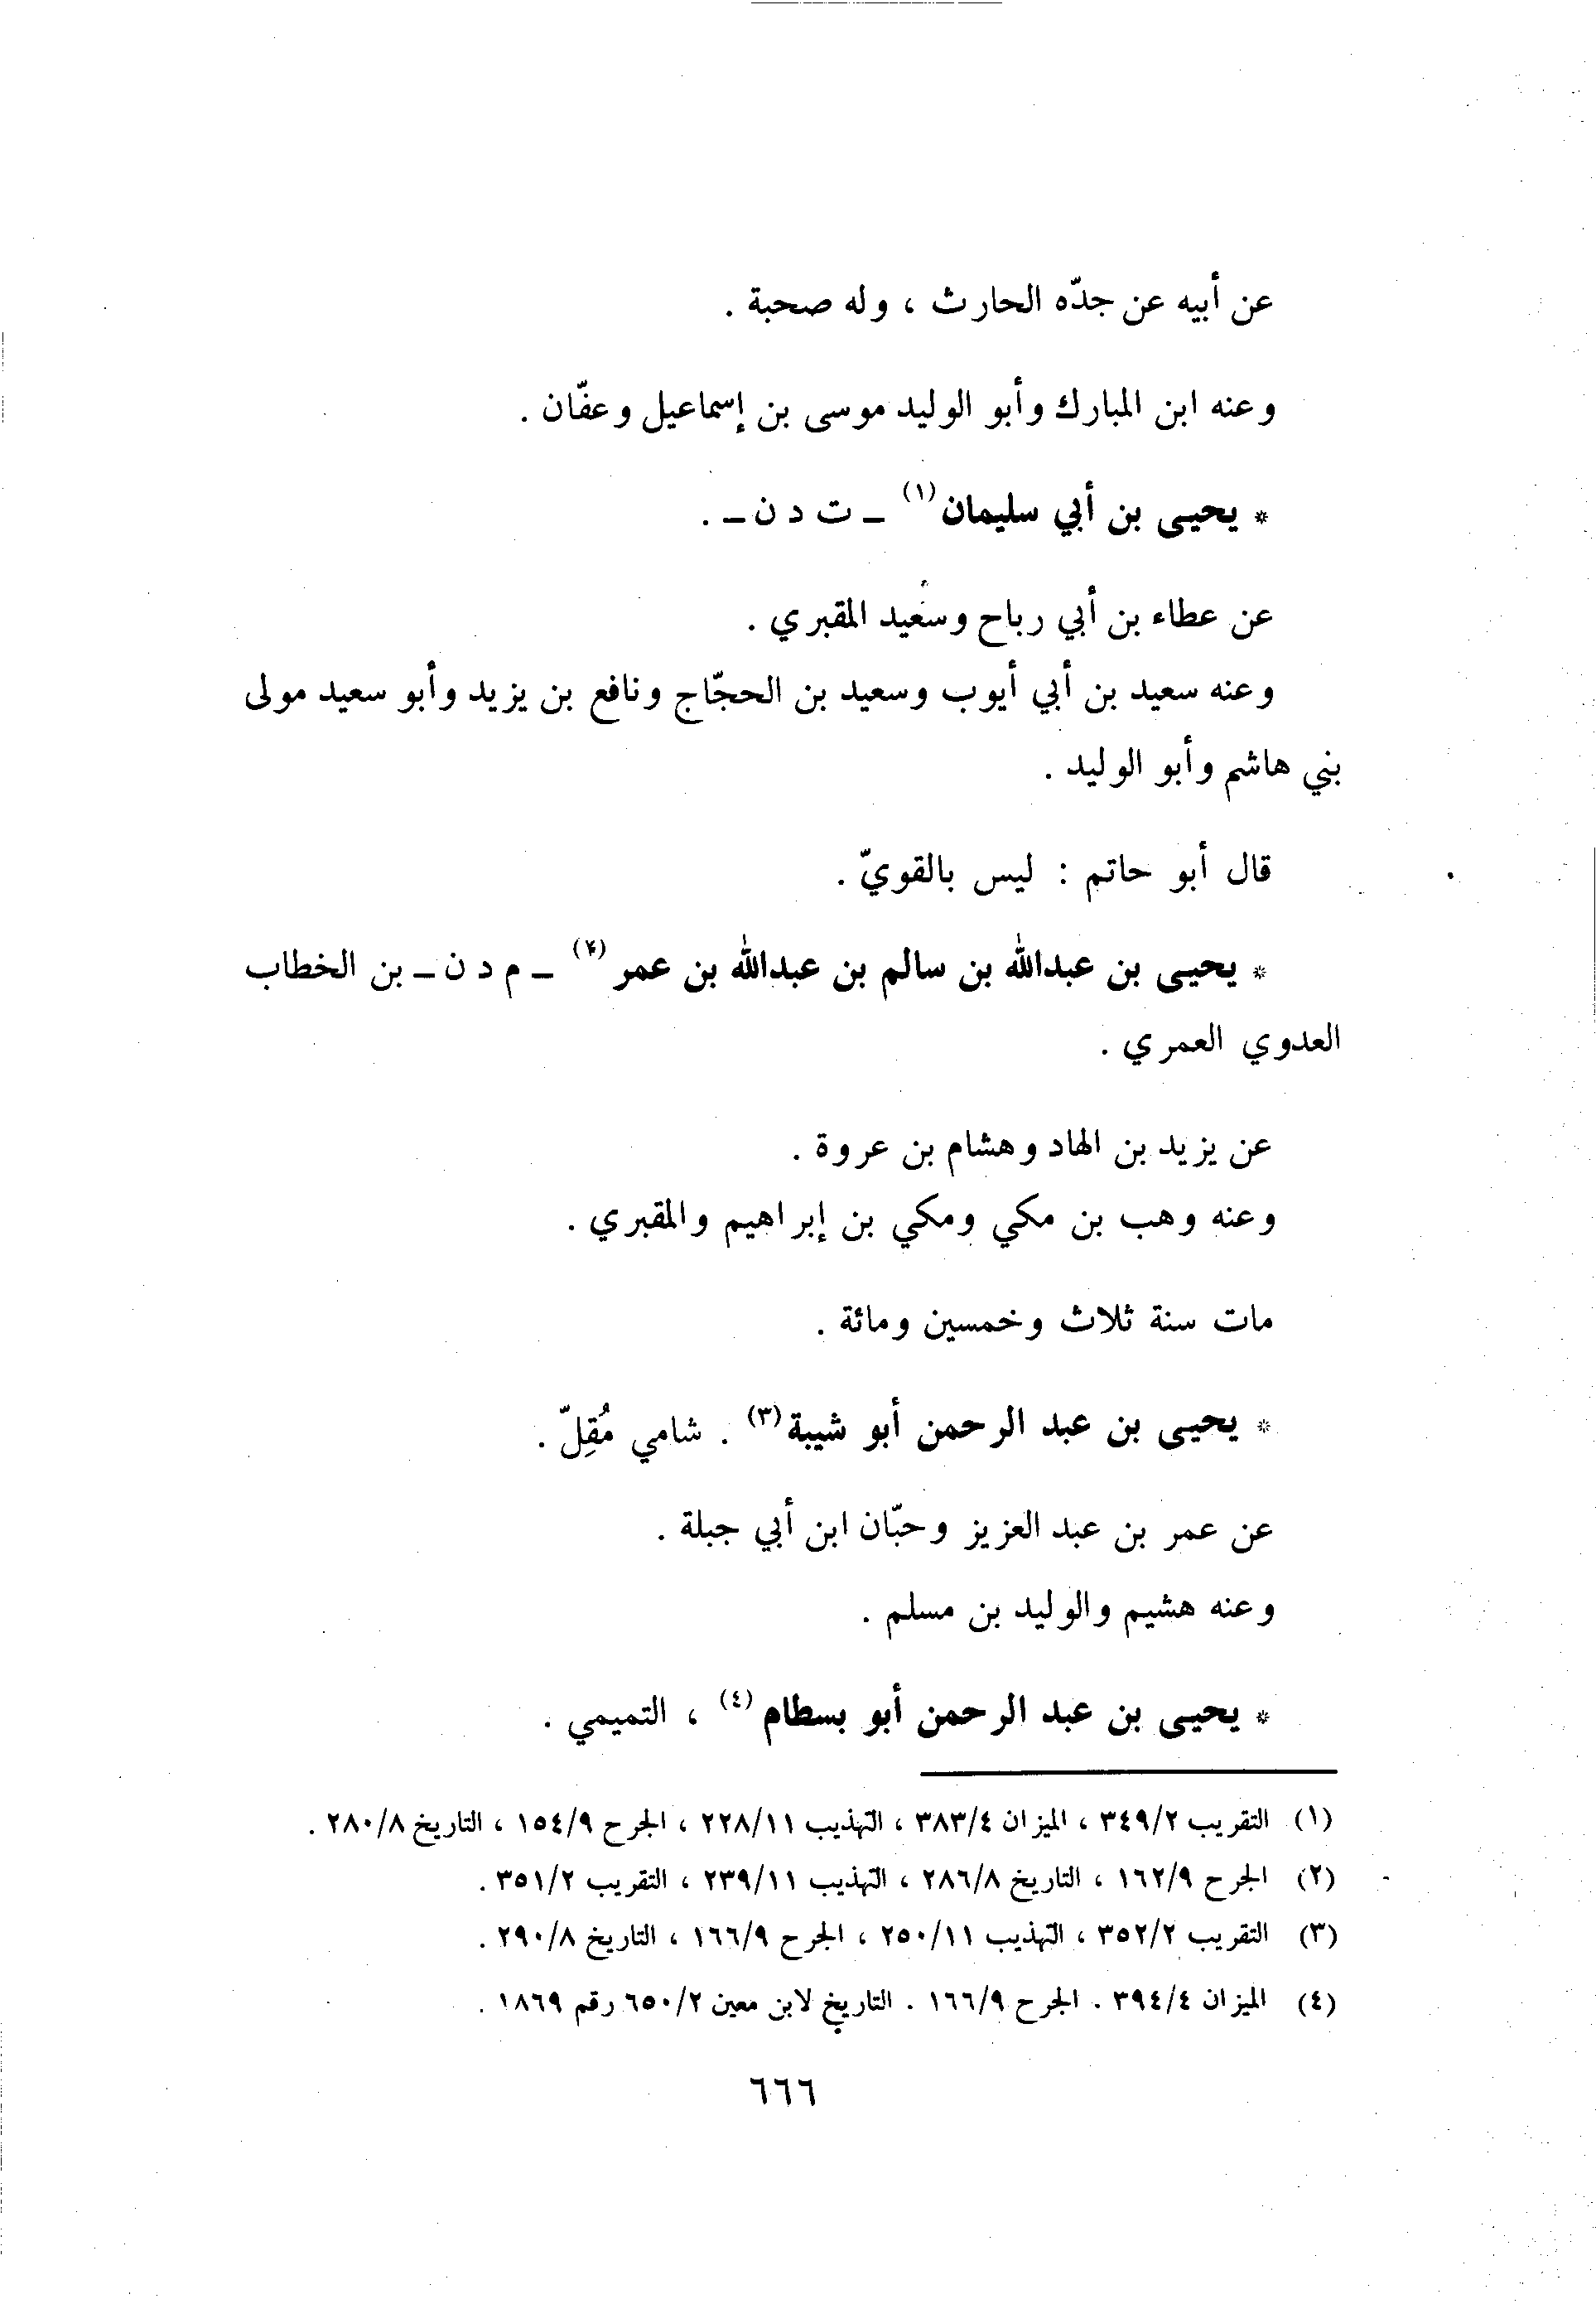 عن أبيه عن جدّه الحارث ، وله صحبة .
وعنه ابن المبارك وأبو الوليد موسى بن إسماعيل وعفّان .
* يحيى بن أبي سليمان (١) ــ ت د ن ــ .
عن عطاء بن أبي رباح وسعيد المقبري .
وعنه سعيد بن أبي أيوب وسعيد بن الحجّاج ونافع بن يزيد وأبو سعيد مولى
بني هاشم وأبو الوليد .
قال أبو حاتم : ليس بالقويّ .
* يحيى بن عبدالله بن سالم بن عبدالله بن عمر (٢) ــ م د ن ــ بن الخطاب
العدوي العمري .
عن يزيد بن الهاد وهشام بن عروة .
وعنه وهب بن مكي ومكي بن إبراهيم والمقبري .
مات سنة ثلاث وخمسين ومائة .
* يحيى بن عبد الرحمن أبو شيبة (٣) . شامي مُقِلّ .
عن عمر بن عبد العزيز وحبّان ابن أبي جبلة .
وعنه هشيم والوليد بن مسلم .
* يحيى بن عبد الرحمن أبو بسطام (٤) ، التميمي .
(١) التقريب ٣٤٩/٢ ، الميزان ٣٨٣/٤ ، التهذيب ٢٢٨/١١ ، الجرح ١٥٤/٩ ، التاريخ ٢٨٠/٨ .
(٢) الجرح ١٦٢/٩ ، التاريخ ٢٨٦/٨ ، التهذيب ٢٣٩/١١ ، التقريب ٣٥١/٢ .
(٣) التقريب ٣٥٢/٢ ، التهذيب ٢٥٠/١١ ، الجرح ١٦٦/٩ ، التاريخ ٢٩٠/٨ .
(٤) الميزان ٣٩٤/٤ . الجرح ١٦٦/٩ . التاريخ لابن معين ٦٥٠/٢ رقم ١٨٦٩ .
٦٦٦